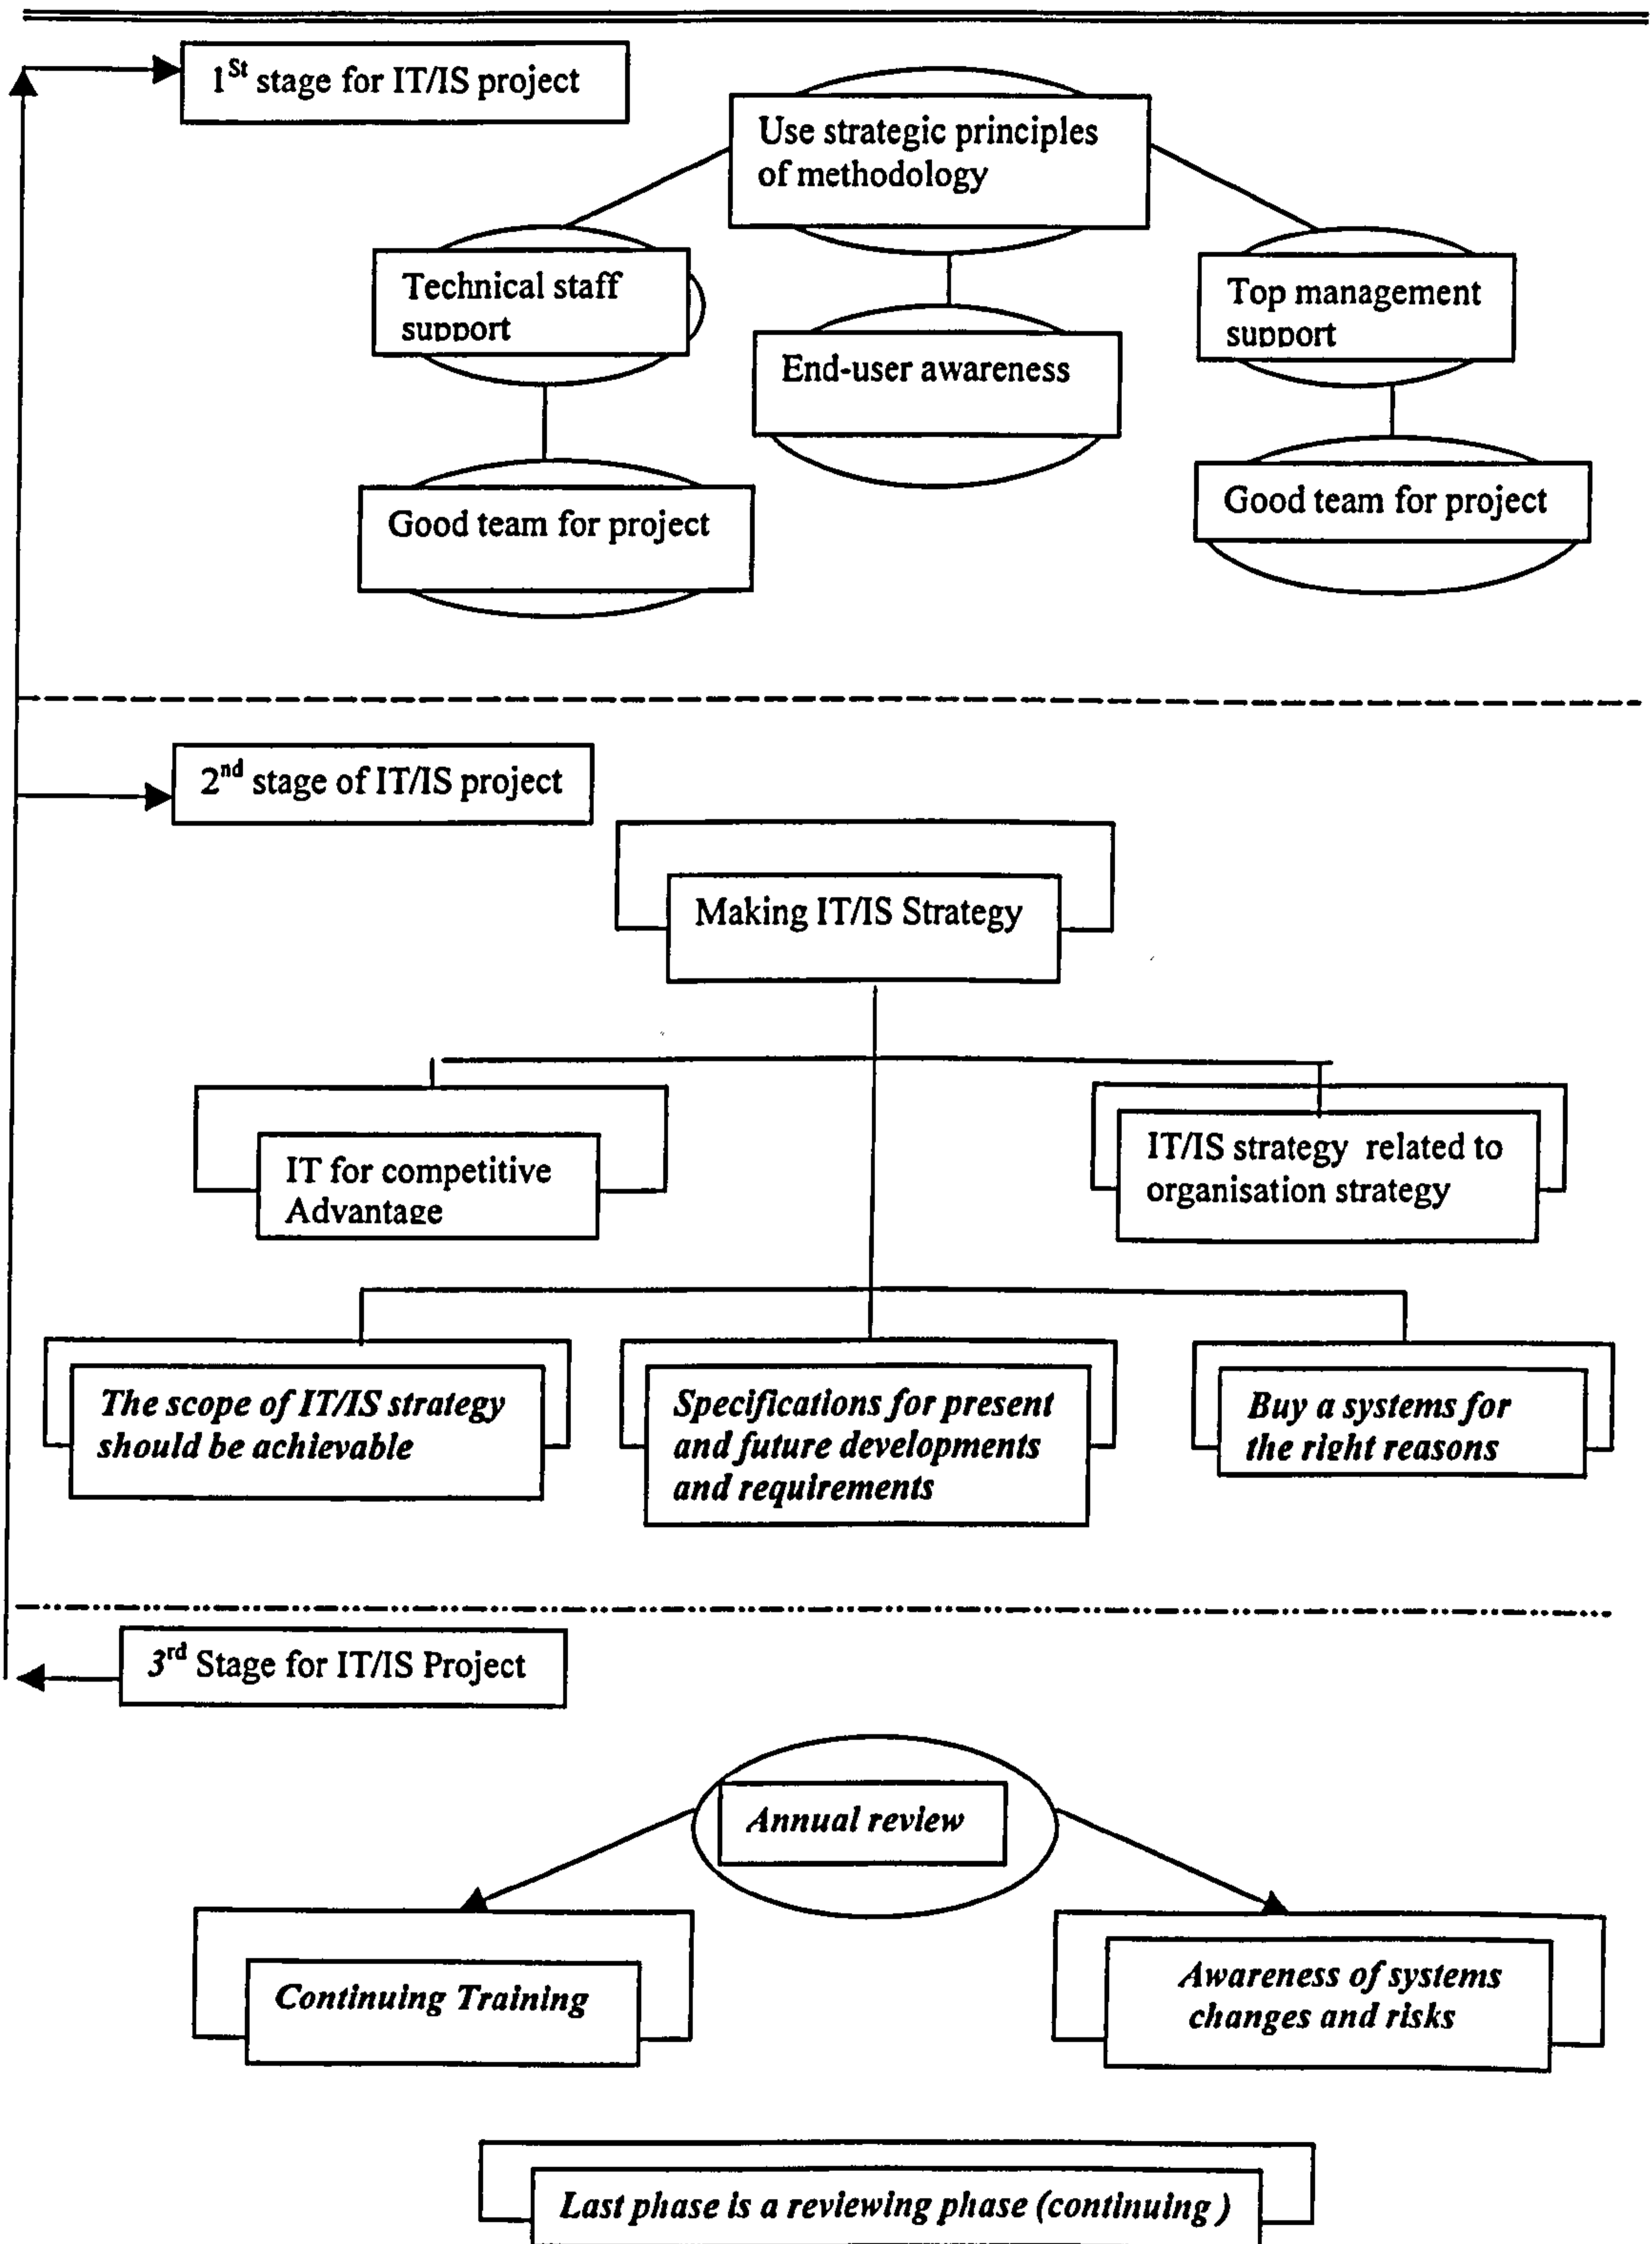 1St stage for IT/IS project
Use strategic principles
of methodology
Technical staff
support
End-user awareness
Top management
support
Good team for project
Good team for project
2nd stage of IT/IS project
Making IT/IS Strategy
IT for competitive
Advantage
IT/IS strategy related to
organisation strategy
The scope of IT/IS strategy
should be achievable
Specifications for present
and future developments
and requirements
Buy a systems for
the right reasons
3rd Stage for IT/IS Project
Annual review
Continuing Training
Awareness of systems
changes and risks
Last phase is a reviewing phase (continuing )